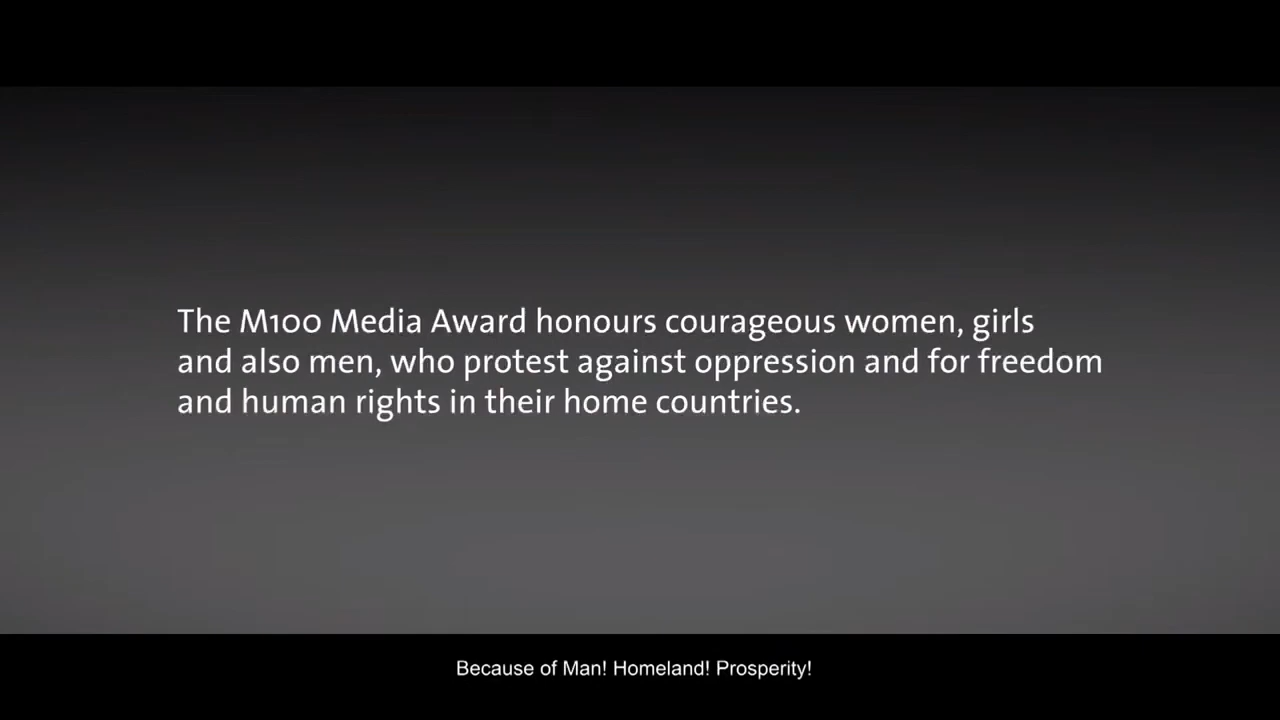 The M100 Media Award honours courageous women, girls
and also men, who protest against oppression and for freedom
and human rights in their home countries.
Because of Man! Homeland! Prosperity!